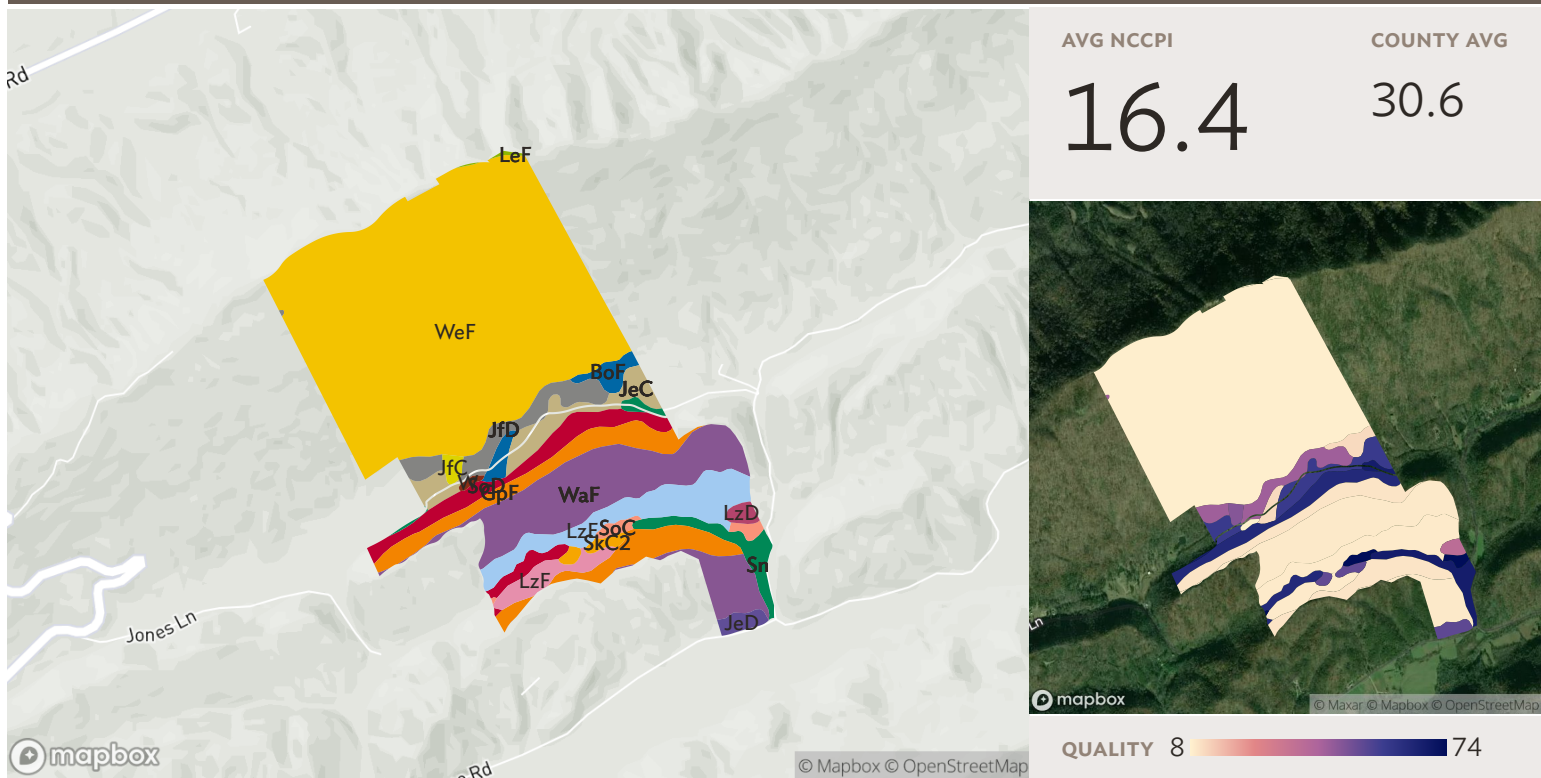 Rd
LeF
WeF
BoF
JeC
JfD
JfC
GpF
WaF
LzD
LzF
SoC
SkC2
Sn
LzF
JeD
Jones Ln
Rd
mapbox
© Mapbox © OpenStreetMap
AVG NCCPI
COUNTY AVG
16.4
30.6
Ln
mapbox
© Maxar © Mapbox © OpenStreetMap
QUALITY 8 74